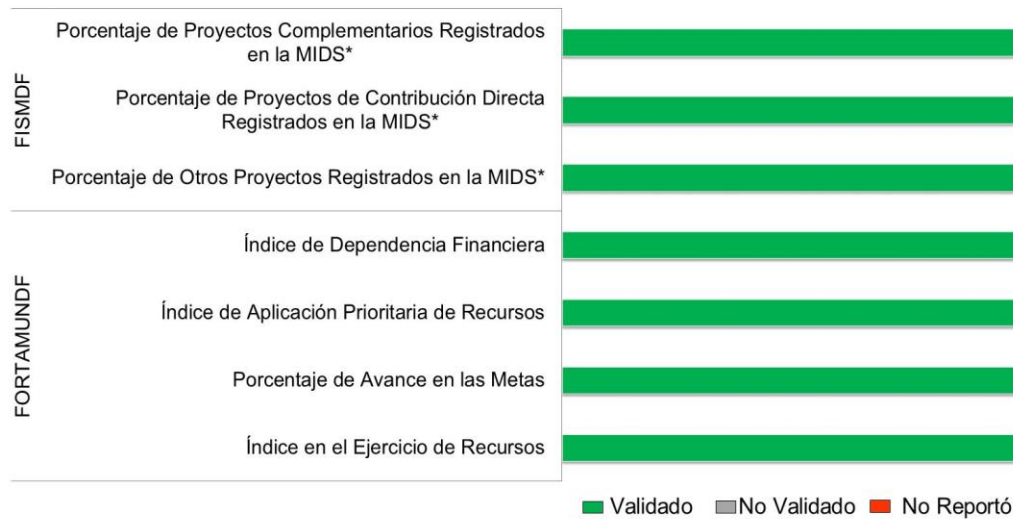 FISMDF
Porcentaje de Proyectos Complementarios Registrados
en la MIDS*
Porcentaje de Proyectos de Contribución Directa
Registrados en la MIDS*
Porcentaje de Otros Proyectos Registrados en la MIDS*
FORTAMUNDF
Índice de Dependencia Financiera
Índice de Aplicación Prioritaria de Recursos
Porcentaje de Avance en las Metas
Índice en el Ejercicio de Recursos
Validado No Validado No Reportó